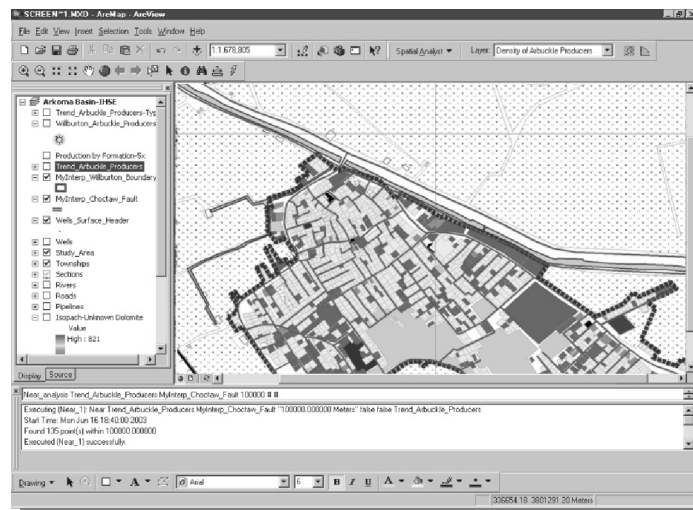 SCREEN~1.MXD - ArcMap - ArcView
File Edit View Insert Selection Tools Window Help
1:1,678,805 Spatial Analyst Layer: Density of Arbuckle Producers
Arkoma Basin-IHSE
Trend_Arbuckle_Producers-Typ
Wilburton_Arbuckle_Producers
Production by Formation-5x
Trend_Arbuckle_Producers
MyInterp_Wilburton_Boundary
MyInterp_Choctaw_Fault
Wells_Surface_Header
Wells
Study_Area
Townships
Sections
Rivers
Roads
Pipelines
Isopach-Unknown Dolomite
Value
High : 821
Display Source
Near_analysis Trend_Arbuckle_Producers MyInterp_Choctaw_Fault 100000 # #
Executing (Near_1): Near Trend_Arbuckle_Producers MyInterp_Choctaw_Fault "100000.000000 Meters" false false Trend_Arbuckle_Producers
Start Time: Mon Jun 16 18:40:00 2003
Found 135 point(s) within 100000.000000
Executed (Near_1) successfully.
Drawing A Arial 6 B I U A
336654.18 3801291.20 Meters